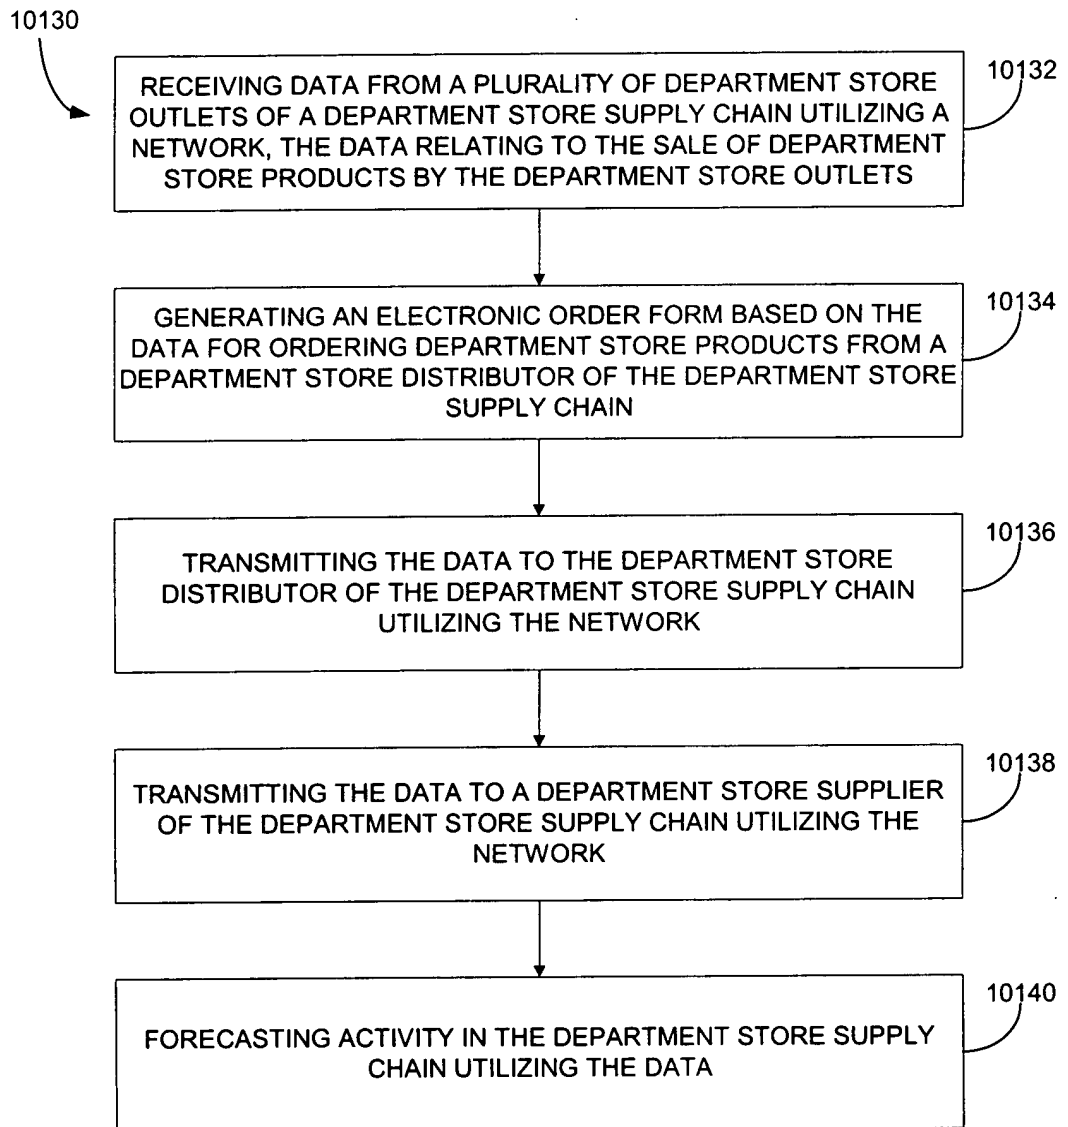 10130
RECEIVING DATA FROM A PLURALITY OF DEPARTMENT STORE
OUTLETS OF A DEPARTMENT STORE SUPPLY CHAIN UTILIZING A
NETWORK, THE DATA RELATING TO THE SALE OF DEPARTMENT
STORE PRODUCTS BY THE DEPARTMENT STORE OUTLETS
10132
GENERATING AN ELECTRONIC ORDER FORM BASED ON THE
DATA FOR ORDERING DEPARTMENT STORE PRODUCTS FROM A
DEPARTMENT STORE DISTRIBUTOR OF THE DEPARTMENT STORE
SUPPLY CHAIN
10134
TRANSMITTING THE DATA TO THE DEPARTMENT STORE
DISTRIBUTOR OF THE DEPARTMENT STORE SUPPLY CHAIN
UTILIZING THE NETWORK
10136
TRANSMITTING THE DATA TO A DEPARTMENT STORE SUPPLIER
OF THE DEPARTMENT STORE SUPPLY CHAIN UTILIZING THE
NETWORK
10138
FORECASTING ACTIVITY IN THE DEPARTMENT STORE SUPPLY
CHAIN UTILIZING THE DATA
10140